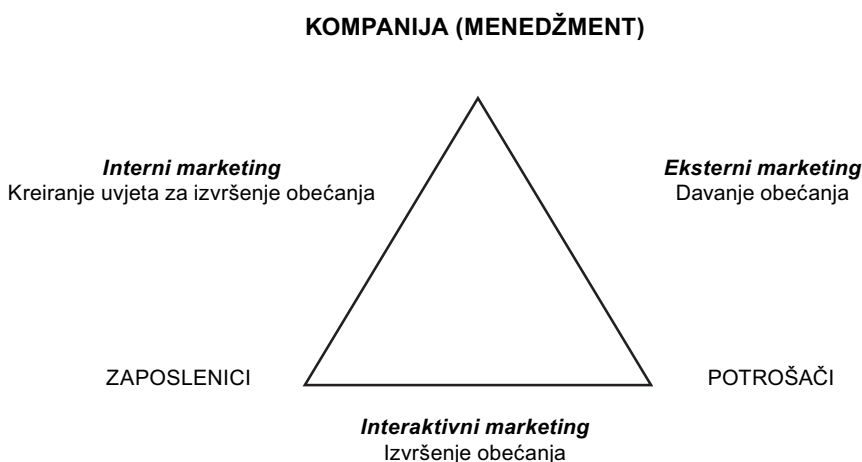 KOMPANIJA (MENEDŽMENT)
Interni marketing
Kreiranje uvjeta za izvršenje obećanja
Eksterni marketing
Davanje obećanja
ZAPOSLENICI
POTROŠAČI
Interaktivni marketing
Izvršenje obećanja